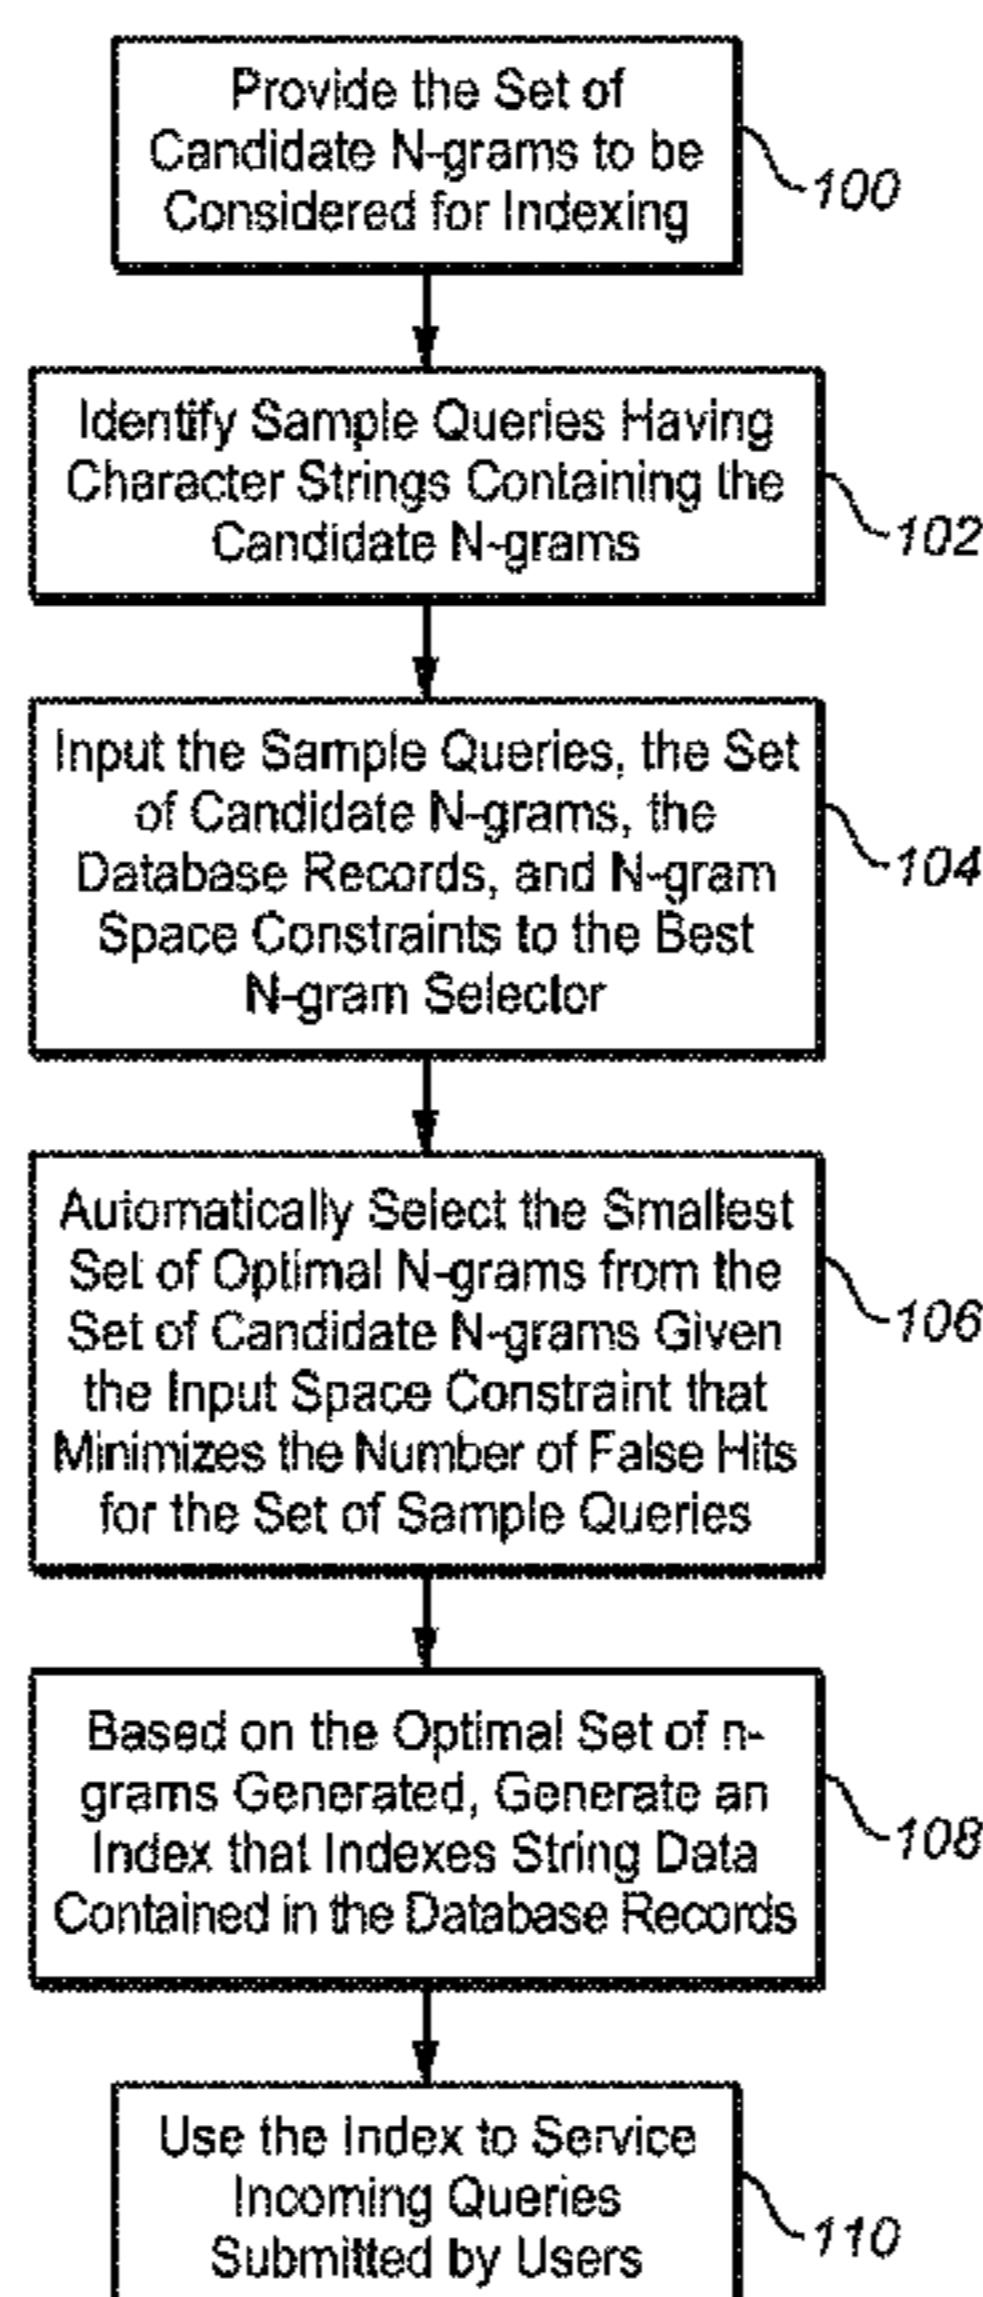 Provide the Set of
Candidate N-grams to be
Considered for Indexing
100
Identify Sample Queries Having
Character Strings Containing the
Candidate N-grams
102
Input the Sample Queries, the Set
of Candidate N-grams, the
Database Records, and N-gram
Space Constraints to the Best
N-gram Selector
104
Automatically Select the Smallest
Set of Optimal N-grams from the
Set of Candidate N-grams Given
the Input Space Constraint that
Minimizes the Number of False Hits
for the Set of Sample Queries
106
Based on the Optimal Set of n-
grams Generated, Generate an
Index that Indexes String Data
Contained in the Database Records
108
Use the Index to Service
Incoming Queries
Submitted by Users
110